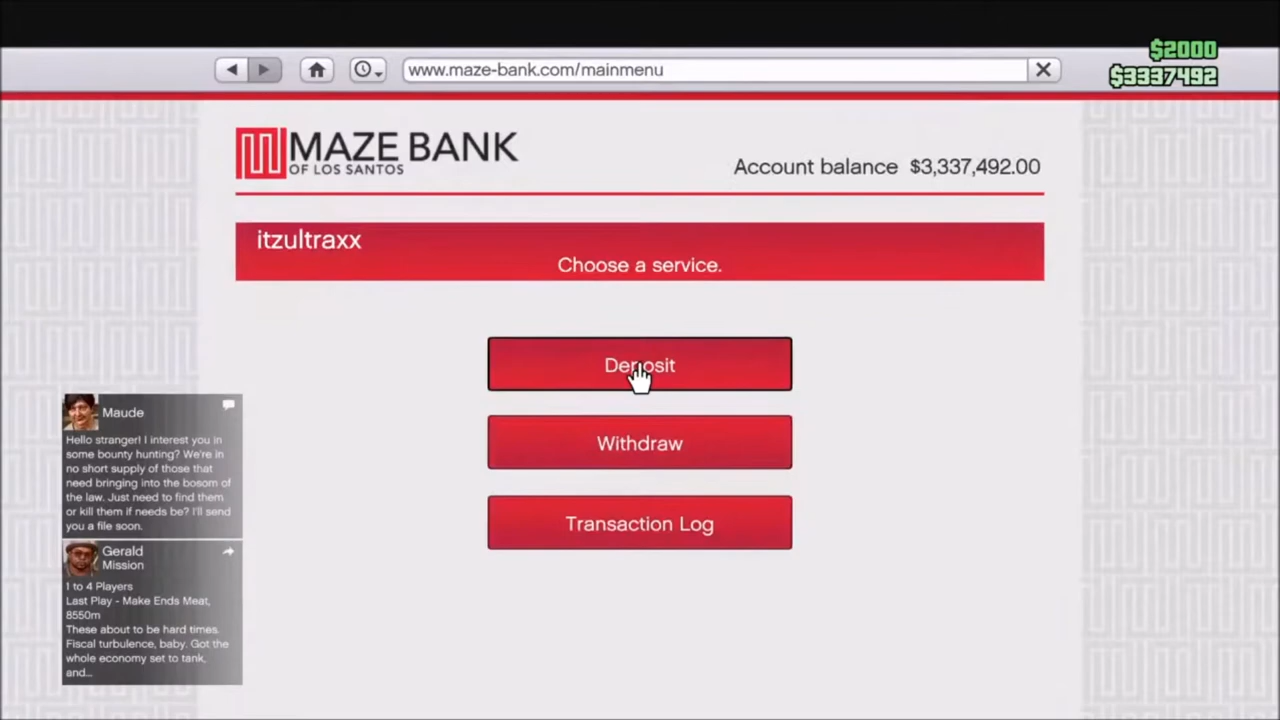 $2000
www.maze-bank.com/mainmenu
$3337492
MAZE BANK
OF LOS SANTOS
Account balance $3,337,492.00
itzultraxx
Choose a service.
Deposit
Withdraw
Transaction Log
Maude
Hello stranger! I interest you in
some bounty hunting? We're in
no short supply of those that
need bringing into the bosom of
the law. Just need to find them
or kill them if needs be? I'll send
you a file soon.
Gerald
Mission
1 to 4 Players
Last Play - Make Ends Meat,
8550m
These about to be hard times.
Fiscal turbulence, baby. Got the
whole economy set to tank,
and...